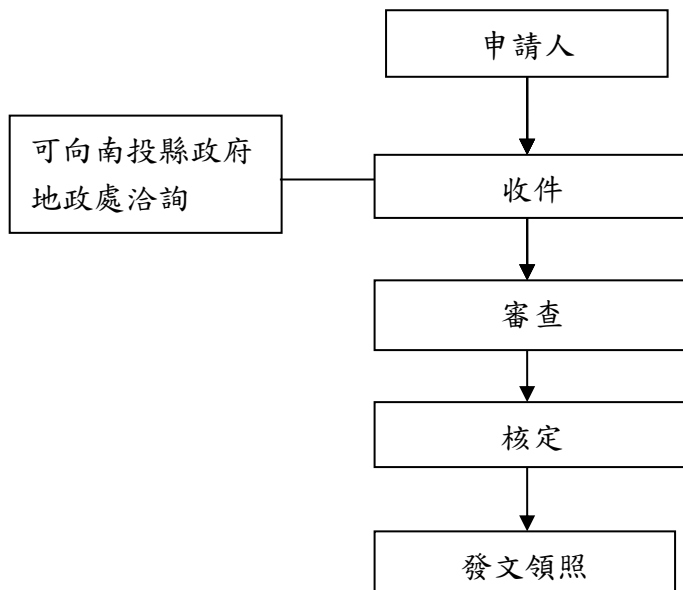 申請人
可向南投縣政府
地政處洽詢
收件
審查
核定
發文領照